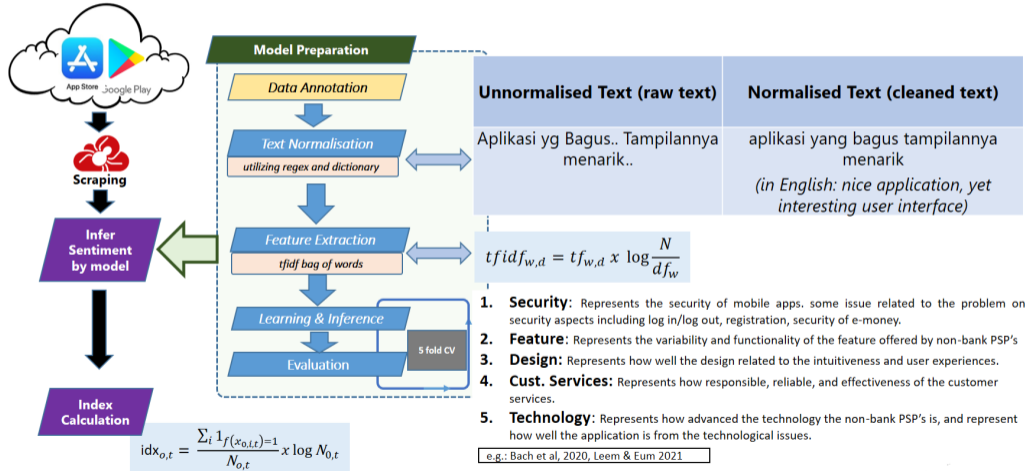 App Store
Google Play
Scraping
Infer
Sentiment
by model
Index
Calculation
Model Preparation
Data Annotation
Text Normalisation
utilizing regex and dictionary
Feature Extraction
tfidf bag of words
Learning & Inference
Evaluation
5 fold CV
Unnormalised Text (raw text)
Normalised Text (cleaned text)
Aplikasi yg Bagus.. Tampilannya
menarik..
aplikasi yang bagus tampilannya
menarik
(in English: nice application, yet
interesting user interface)
tfidf_{w,d} = tf_{w,d} x log N/df_w
1. Security: Represents the security of mobile apps. some issue related to the problem on
security aspects including log in/log out, registration, security of e-money.
2. Feature: Represents the variability and functionality of the feature offered by non-bank PSP's
3. Design: Represents how well the design related to the intuitiveness and user experiences.
4. Cust. Services: Represents how responsible, reliable, and effectiveness of the customer
services.
5. Technology: Represents how advanced the technology the non-bank PSP's is, and represent
how well the application is from the technological issues.
e.g.: Bach et al, 2020, Leem & Eum 2021
idx_{o,t} = ∑_i 1_{f(x_{o,i,t})=1}/N_{o,t} x log N_{0,t}